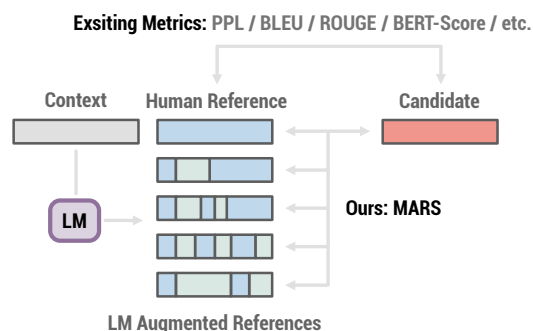 Exsiting Metrics: PPL / BLEU / ROUGE / BERT-Score / etc.
Context
Human Reference
Candidate
LM
Ours: MARS
LM Augmented References